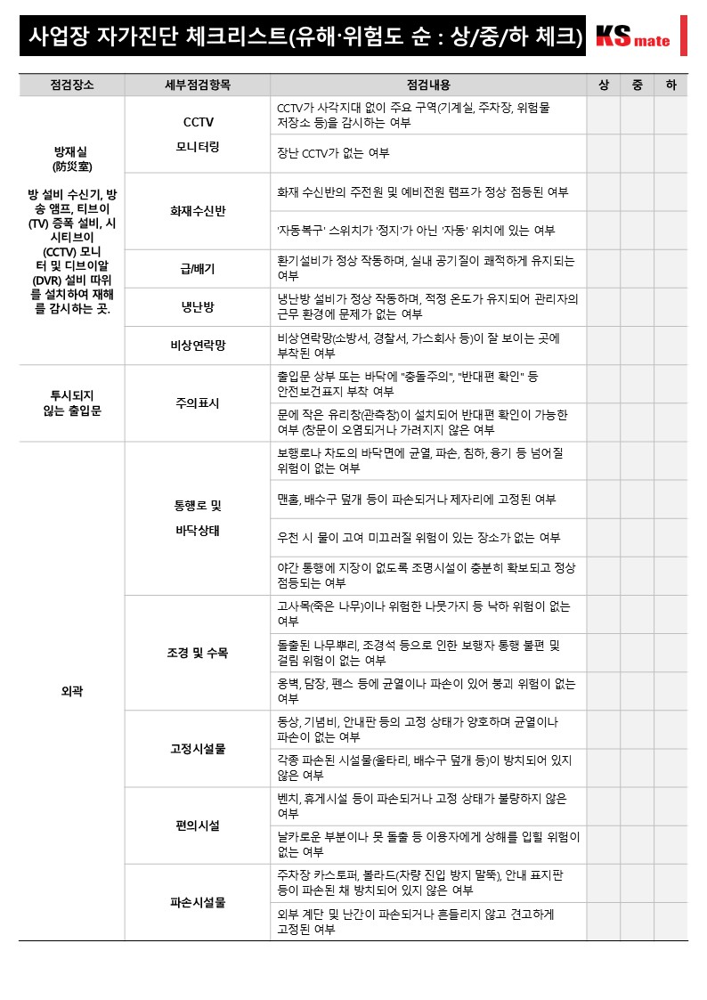 사업장 자가진단 체크리스트(유해·위험도 순 : 상/중/하 체크)
KS mate
점검장소 세부점검항목 점검내용 상 중 하
방재실
(防災室)
방 설비 수신기, 방
송 앰프, 티브이
(TV) 증폭 설비, 시
시티브이
(CCTV) 모니
터 및 디브이알
(DVR) 설비 따위
를 설치하여 재해
를 감시하는 곳.
CCTV
모니터링
CCTV가 사각지대 없이 주요 구역(기계실, 주차장, 위험물
저장소 등)을 감시하는 여부
장난 CCTV가 없는 여부
화재수신반
화재 수신반의 주전원 및 예비전원 램프가 정상 점등된 여부
'자동복구' 스위치가 '정지'가 아닌 '자동' 위치에 있는 여부
급/배기
환기설비가 정상 작동하며, 실내 공기질이 쾌적하게 유지되는
여부
냉난방
냉난방 설비가 정상 작동하며, 적정 온도가 유지되어 관리자의
근무 환경에 문제가 없는 여부
비상연락망
비상연락망(소방서, 경찰서, 가스회사 등)이 잘 보이는 곳에
부착된 여부
투시되지
않는 출입문
주의표시
출입문 상부 또는 바닥에 "충돌주의", "반대편 확인" 등
안전보건표지 부착 여부
문에 작은 유리창(관측창)이 설치되어 반대편 확인이 가능한
여부 (창문이 오염되거나 가려지지 않은 여부
외곽
통행로 및
바닥상태
보행로나 차도의 바닥면에 균열, 파손, 침하, 융기 등 넘어질
위험이 없는 여부
맨홀, 배수구 덮개 등이 파손되거나 제자리에 고정된 여부
우천 시 물이 고여 미끄러질 위험이 있는 장소가 없는 여부
야간 통행에 지장이 없도록 조명시설이 충분히 확보되고 정상
점등되는 여부
조경 및 수목
고사목(죽은 나무)이나 위험한 나뭇가지 등 낙하 위험이 없는
여부
돌출된 나무뿌리, 조경석 등으로 인한 보행자 통행 불편 및
걸림 위험이 없는 여부
옹벽, 담장, 펜스 등에 균열이나 파손이 있어 붕괴 위험이 없는
여부
고정시설물
동상, 기념비, 안내판 등의 고정 상태가 양호하며 균열이나
파손이 없는 여부
각종 파손된 시설물(울타리, 배수구 덮개 등)이 방치되어 있지
않은 여부
편의시설
벤치, 휴게시설 등이 파손되거나 고정 상태가 불량하지 않은
여부
날카로운 부분이나 못 돌출 등 이용자에게 상해를 입힐 위험이
없는 여부
파손시설물
주차장 카스토퍼, 볼라드(차량 진입 방지 말뚝), 안내 표지판
등이 파손된 채 방치되어 있지 않은 여부
외부 계단 및 난간이 파손되거나 흔들리지 않고 견고하게
고정된 여부